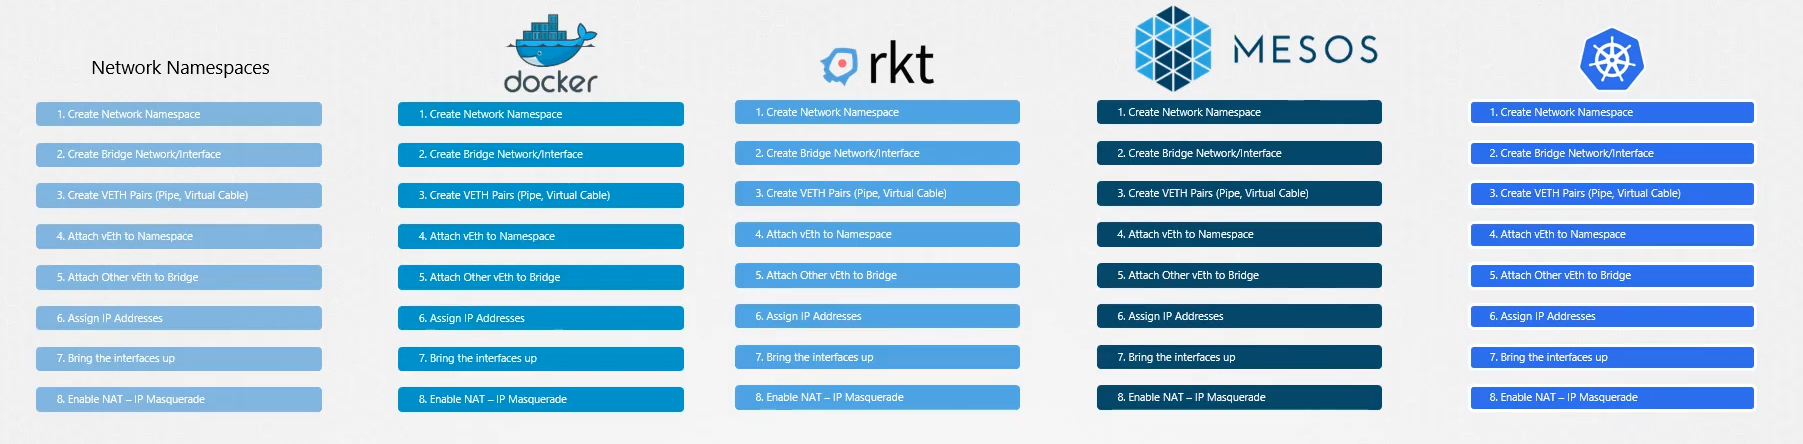 Network Namespaces
1. Create Network Namespace
2. Create Bridge Network/Interface
3. Create VETH Pairs (Pipe, Virtual Cable)
4. Attach vEth to Namespace
5. Attach Other vEth to Bridge
6. Assign IP Addresses
7. Bring the interfaces up
8. Enable NAT – IP Masquerade
docker
1. Create Network Namespace
2. Create Bridge Network/Interface
3. Create VETH Pairs (Pipe, Virtual Cable)
4. Attach vEth to Namespace
5. Attach Other vEth to Bridge
6. Assign IP Addresses
7. Bring the interfaces up
8. Enable NAT – IP Masquerade
rkt
1. Create Network Namespace
2. Create Bridge Network/Interface
3. Create VETH Pairs (Pipe, Virtual Cable)
4. Attach vEth to Namespace
5. Attach Other vEth to Bridge
6. Assign IP Addresses
7. Bring the interfaces up
8. Enable NAT – IP Masquerade
MESOS
1. Create Network Namespace
2. Create Bridge Network/Interface
3. Create VETH Pairs (Pipe, Virtual Cable)
4. Attach vEth to Namespace
5. Attach Other vEth to Bridge
6. Assign IP Addresses
7. Bring the interfaces up
8. Enable NAT – IP Masquerade
1. Create Network Namespace
2. Create Bridge Network/Interface
3. Create VETH Pairs (Pipe, Virtual Cable)
4. Attach vEth to Namespace
5. Attach Other vEth to Bridge
6. Assign IP Addresses
7. Bring the interfaces up
8. Enable NAT – IP Masquerade